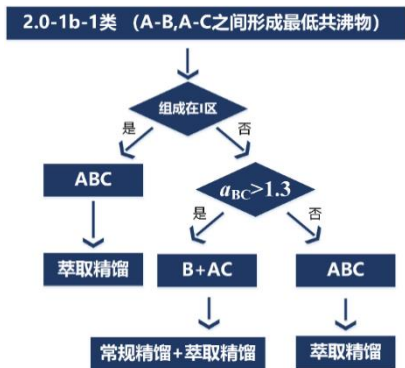 2.0-1b-1类 （A-B,A-C之间形成最低共沸物）
组成在I区
是
否
ABC
aBC>1.3
是
否
萃取精馏
B+AC
ABC
常规精馏+萃取精馏
萃取精馏